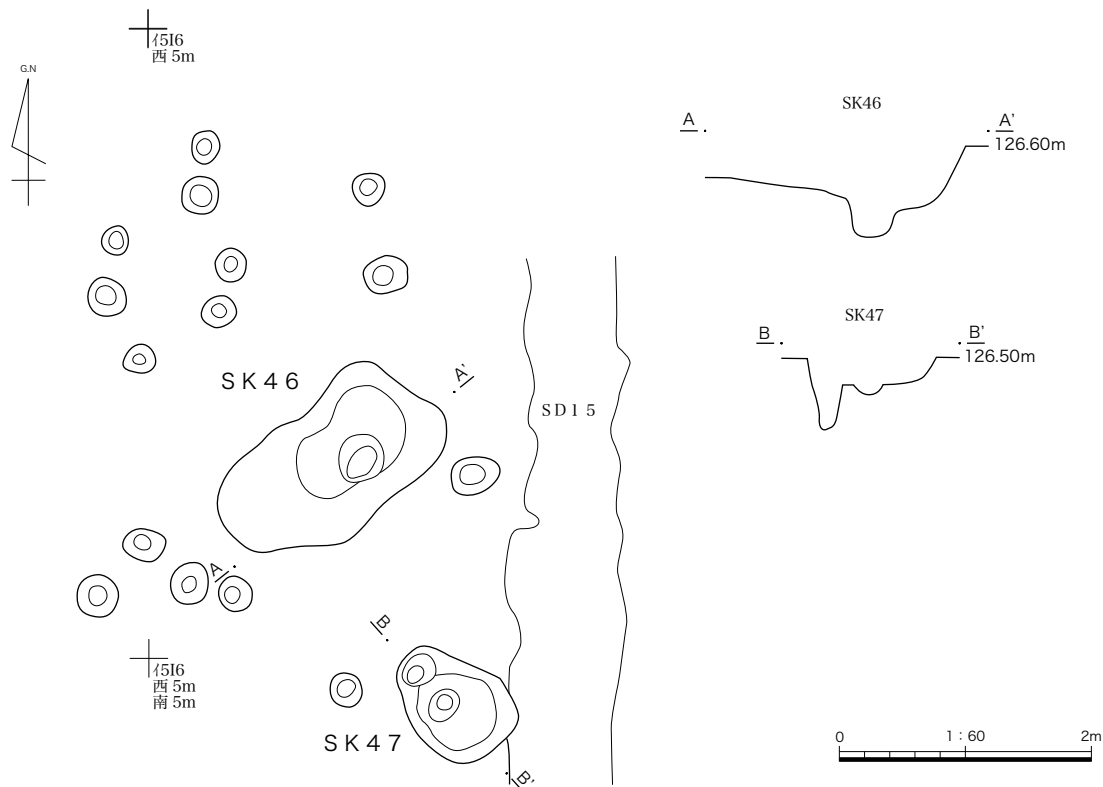 イ5I6
西 5m
G.N
SK46
A
A'
126.60m
SK47
B
B'
126.50m
SK46
A'
SD15
A
B
イ5I6
西 5m
南 5m
SK47
B'
0
1：60
2m